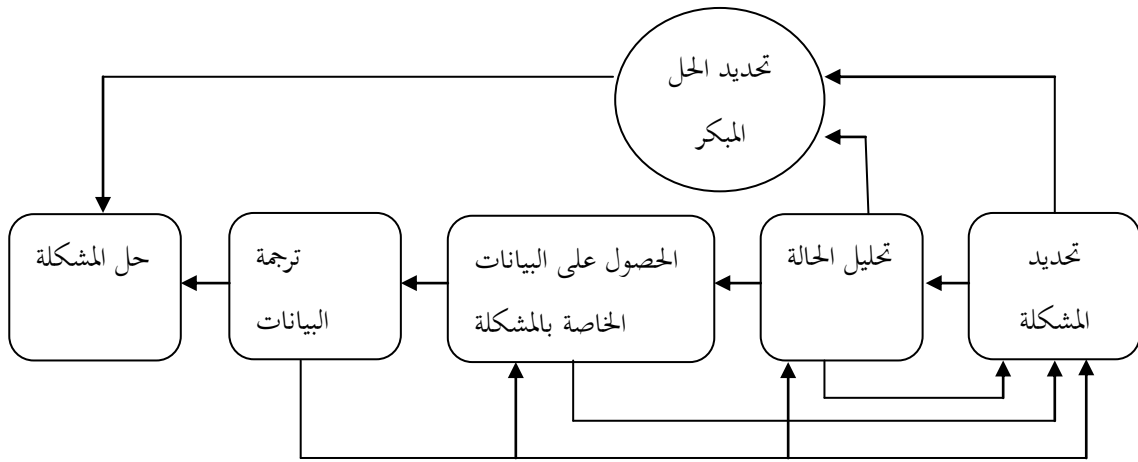 تحديد الحل
المبكر
تحديد
المشكلة
تحليل الحالة
الحصول على البيانات
الخاصة بالمشكلة
ترجمة
البيانات
حل المشكلة